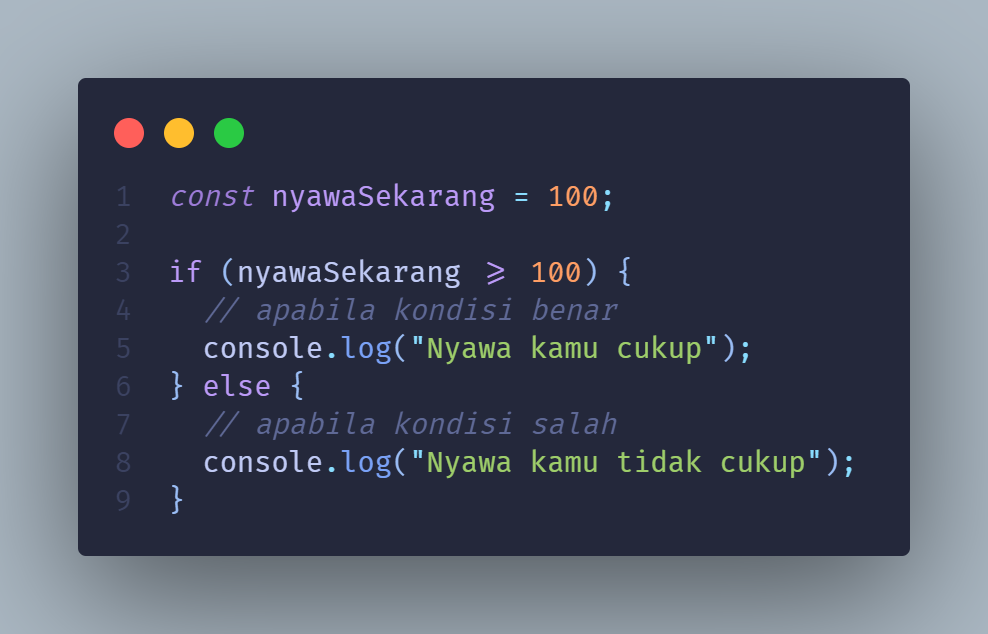 1 const nyawaSekarang = 100;
2
3 if (nyawaSekarang >= 100) {
4   // apabila kondisi benar
5   console.log("Nyawa kamu cukup");
6 } else {
7   // apabila kondisi salah
8   console.log("Nyawa kamu tidak cukup");
9 }